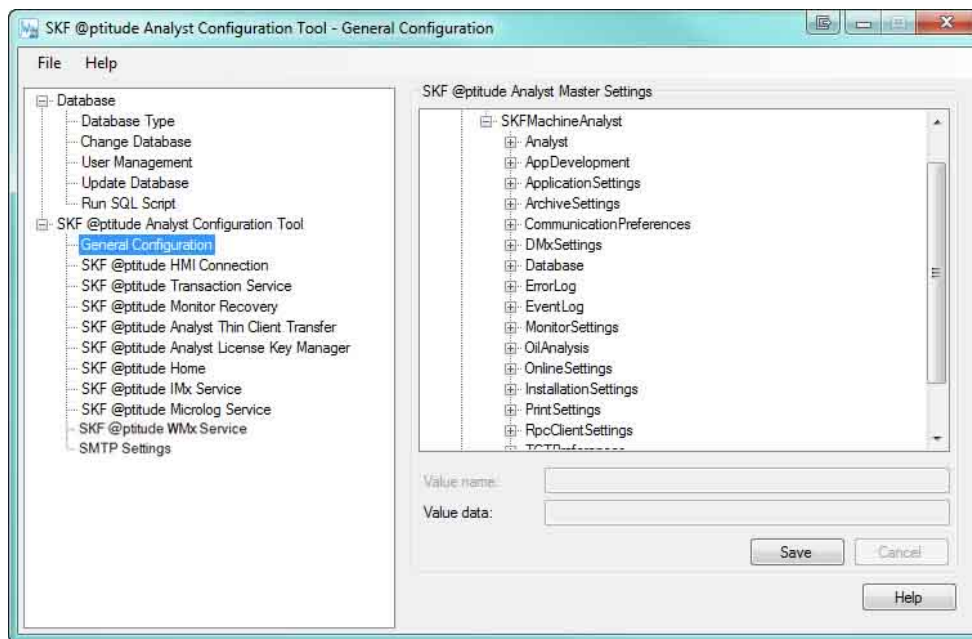 SKF @ptitude Analyst Configuration Tool - General Configuration
File Help
Database
Database Type
Change Database
User Management
Update Database
Run SQL Script
SKF @ptitude Analyst Configuration Tool
General Configuration
SKF @ptitude HMI Connection
SKF @ptitude Transaction Service
SKF @ptitude Monitor Recovery
SKF @ptitude Analyst Thin Client Transfer
SKF @ptitude Analyst License Key Manager
SKF @ptitude Home
SKF @ptitude IMx Service
SKF @ptitude Microlog Service
SKF @ptitude WMx Service
SMTP Settings
SKF @ptitude Analyst Master Settings
SKFMachineAnalyst
Analyst
AppDevelopment
ApplicationSettings
ArchiveSettings
CommunicationPreferences
DMxSettings
Database
ErrorLog
EventLog
MonitorSettings
OilAnalysis
OnlineSettings
InstallationSettings
PrintSettings
RpcClientSettings
Value name:
Value data:
Save Cancel
Help